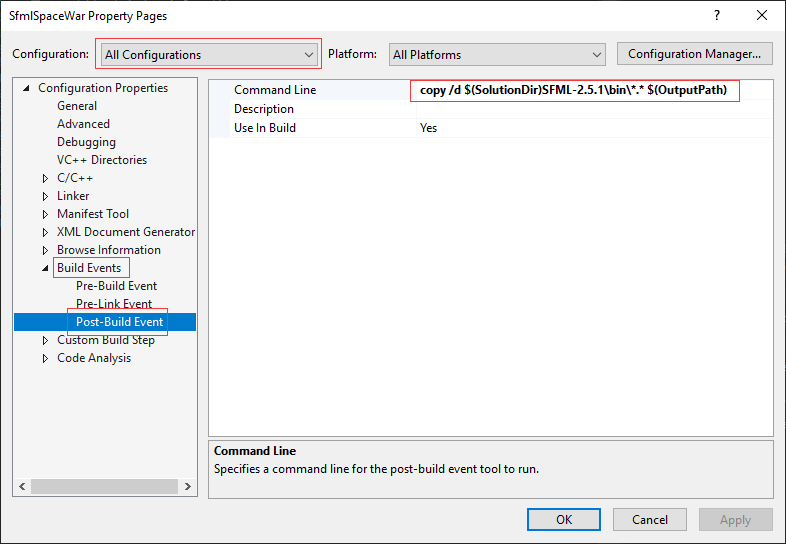 SfmlSpaceWar Property Pages
? ×
Configuration: All Configurations Platform: All Platforms Configuration Manager...
Configuration Properties
General
Advanced
Debugging
VC++ Directories
C/C++
Linker
Manifest Tool
XML Document Generator
Browse Information
Build Events
Pre-Build Event
Pre-Link Event
Post-Build Event
Custom Build Step
Code Analysis
Command Line copy /d $(SolutionDir)SFML-2.5.1\bin\*.* $(OutputPath)
Description
Use In Build Yes
Command Line
Specifies a command line for the post-build event tool to run.
OK Cancel Apply